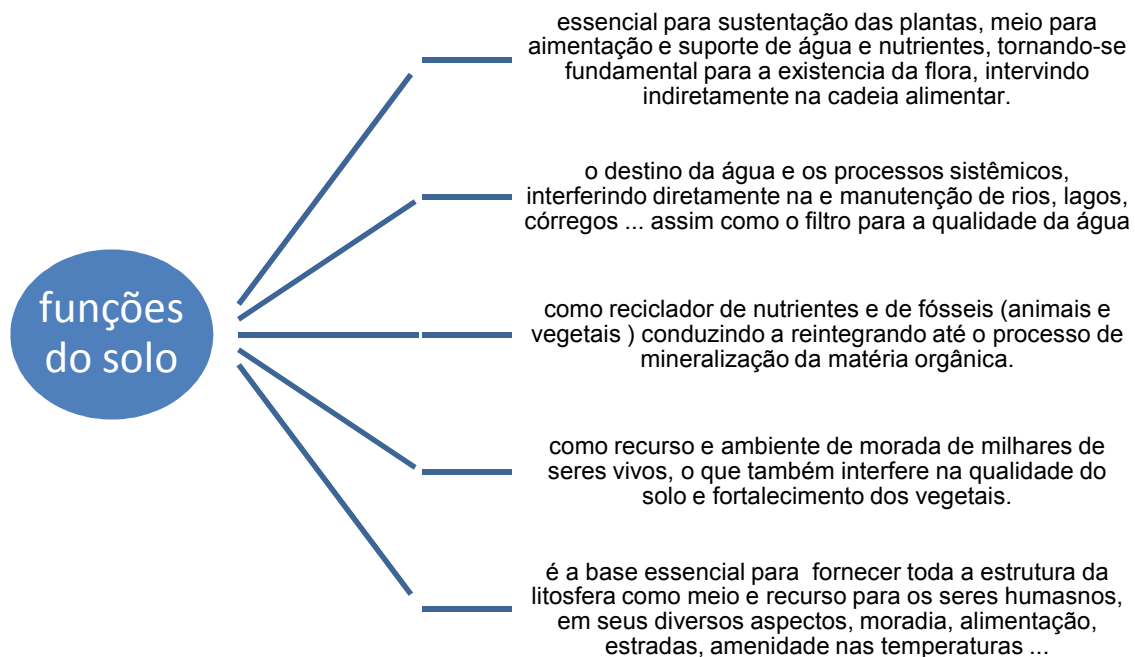 essencial para sustentação das plantas, meio para
aimentação e suporte de água e nutrientes, tornando-se
fundamental para a existencia da flora, intervindo
indiretamente na cadeia alimentar.
o destino da água e os processos sistêmicos,
interferindo diretamente na e manutenção de rios, lagos,
córregos ... assim como o filtro para a qualidade da água
funções
do solo
como reciclador de nutrientes e de fósseis (animais e
vegetais ) conduzindo a reintegrando até o processo de
mineralização da matéria orgânica.
como recurso e ambiente de morada de milhares de
seres vivos, o que também interfere na qualidade do
solo e fortalecimento dos vegetais.
é a base essencial para  fornecer toda a estrutura da
litosfera como meio e recurso para os seres humasnos,
em seus diversos aspectos, moradia, alimentação,
estradas, amenidade nas temperaturas ...